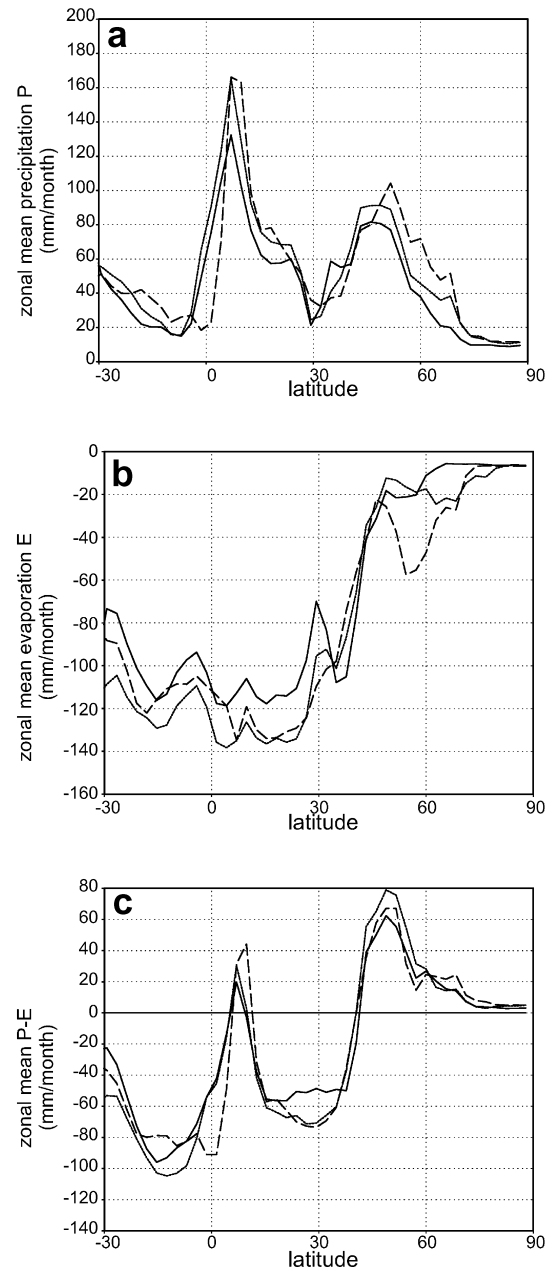 a
zonal mean precipitation P
(mm/month)
200
180
160
140
120
100
80
60
40
20
0
-30 0 30 60 90
latitude
b
zonal mean evaporation E
(mm/month)
0
-20
-40
-60
-80
-100
-120
-140
-160
-30 0 30 60 90
latitude
c
zonal mean P-E
(mm/month)
80
60
40
20
0
-20
-40
-60
-80
-100
-120
-140
-30 0 30 60 90
latitude